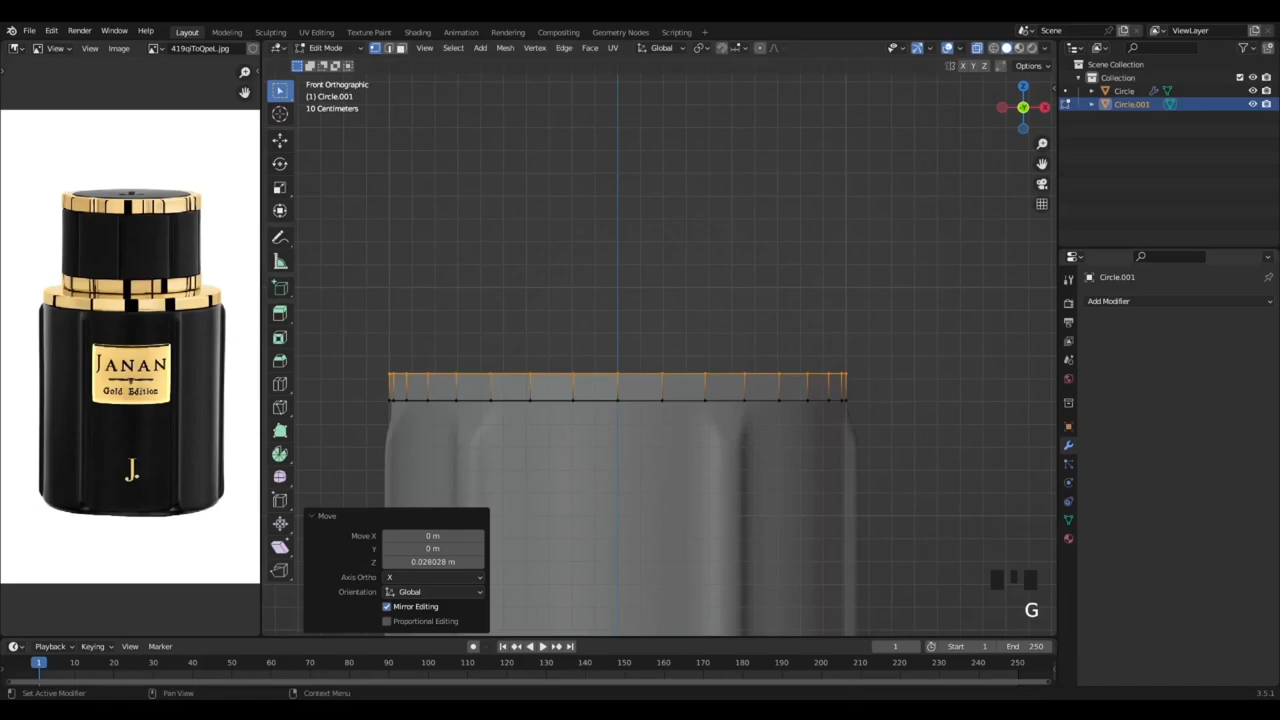 File Edit Render Window Help Layout Modeling Sculpting UV Editing Texture Paint Shading Animation Rendering Compositing Geometry Nodes Scripting Scene ViewLayer
View View Image 419qiToQpeL.jpg Edit Mode View Select Add Mesh Vertex Edge Face UV Global
X Y Z Options
Front Orthographic
(1) Circle.001
10 Centimeters
Z
-Y X
Scene Collection
Collection
Circle
Circle.001
Circle.001
Add Modifier
JANAN
Gold Edition
J.
Move
Move X 0 m
Y 0 m
Z 0.028028 m
Axis Ortho X
Orientation Global
Mirror Editing
Proportional Editing
G
Playback Keying View Marker 1 Start 1 End 250
1 10 20 30 40 50 60 70 80 90 100 110 120 130 140 150 160 170 180 190 200 210 220 230 240 250
Set Active Modifier Pan View Context Menu 3.5.1